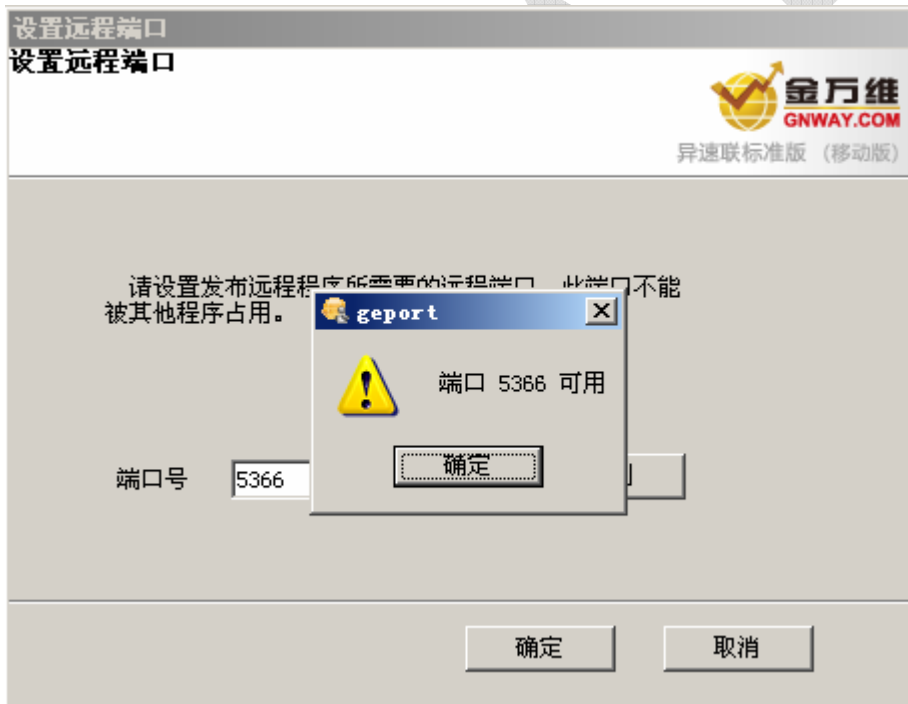 设置远程端口
设置远程端口
金万维
GNWAY.COM
异速联标准版 (移动版)
请设置发布远程程序所需要的远程端口，此端口不能
被其他程序占用。
geport
端口 5366 可用
确定
端口号 5366
确定 取消